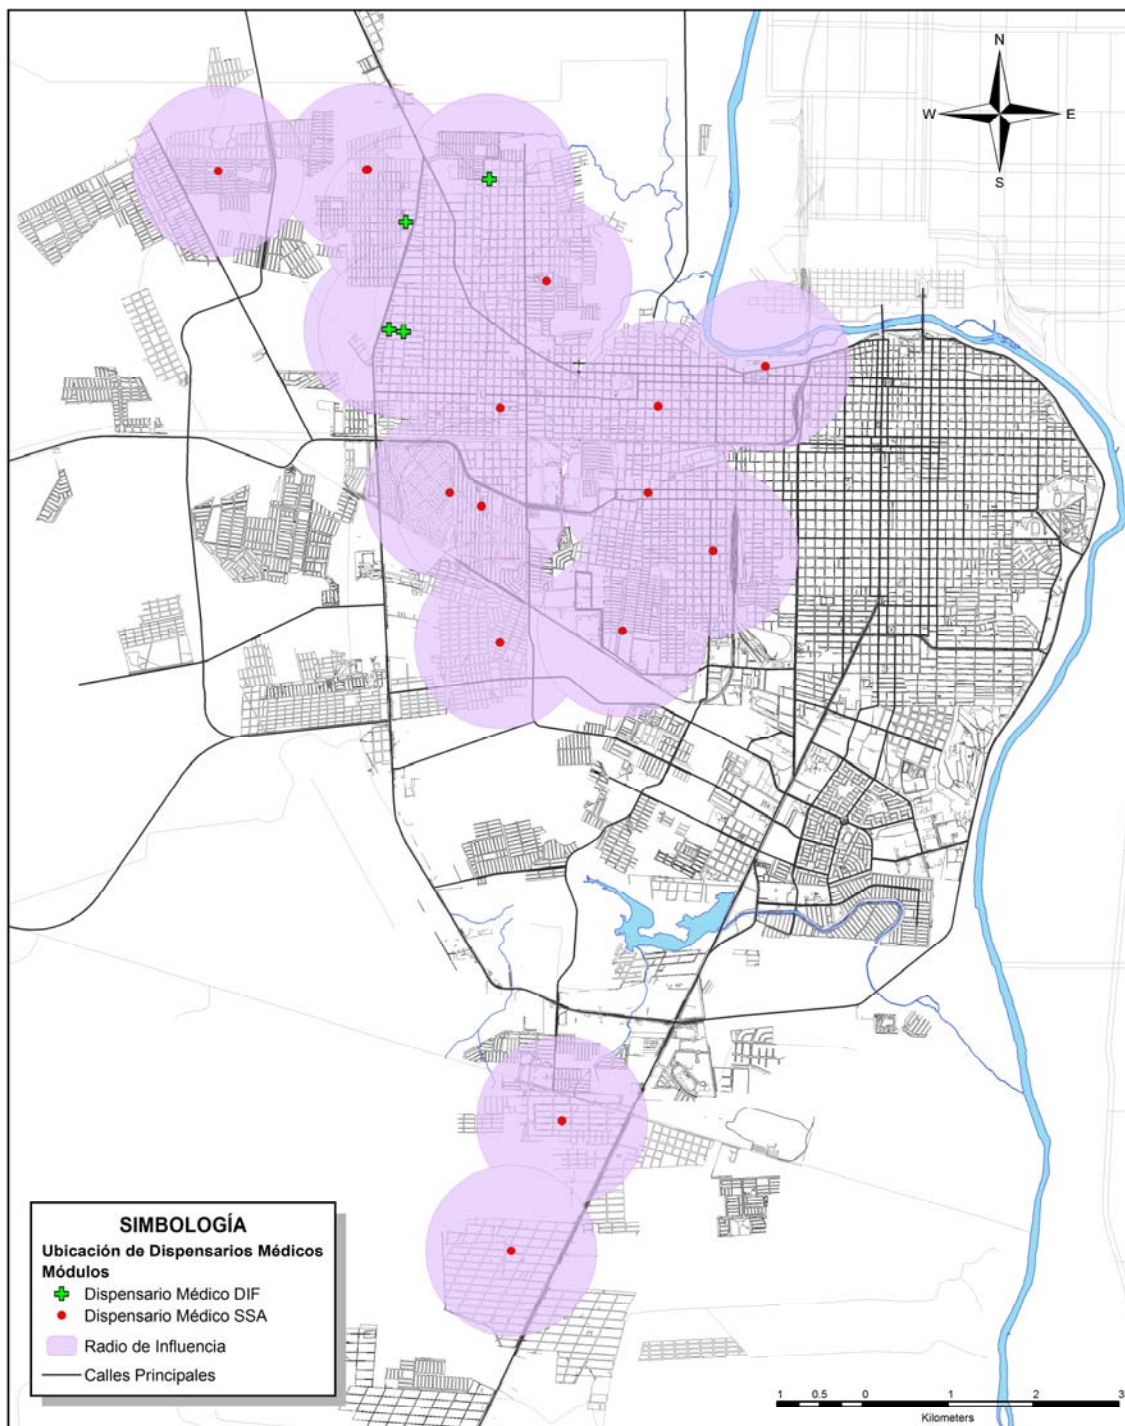 N
W E
S
SIMBOLOGÍA
Ubicación de Dispensarios Médicos
Módulos
Dispensario Médico DIF
Dispensario Médico SSA
Radio de Influencia
Calles Principales
1 0.5 0 1 2 3
Kilometers